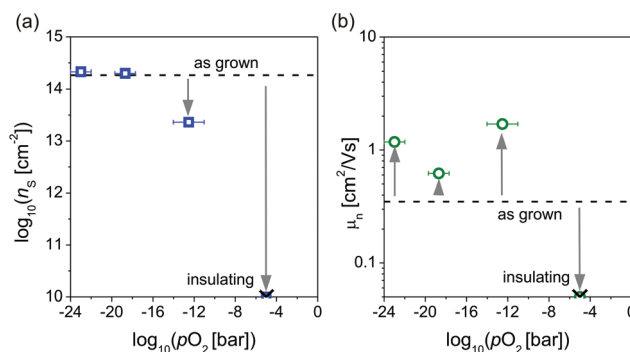 (a)
(b)
15
14
13
12
11
10
as grown
insulating
log₁₀(nₛ [cm⁻²])
-24 -20 -16 -12 -8 -4 0
log₁₀(pO₂ [bar])
10
1
0.1
as grown
insulating
μₙ [cm²/Vs]
-24 -20 -16 -12 -8 -4 0
log₁₀(pO₂ [bar])